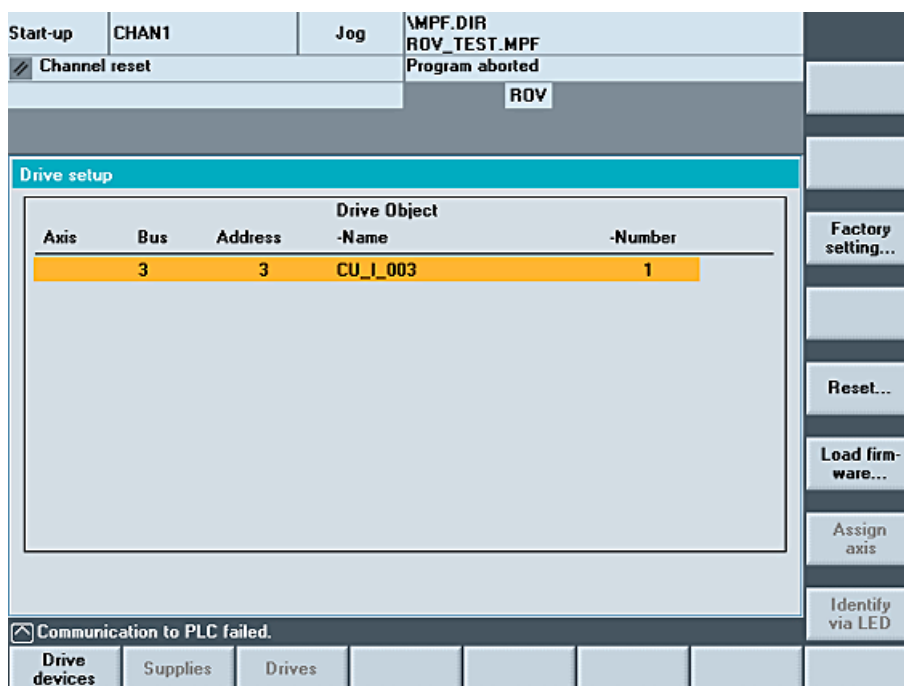 Start-up CHAN1 Jog \MPF.DIR
ROV_TEST.MPF
Channel reset Program aborted
ROV
Drive setup
Drive Object
Axis Bus Address -Name -Number
3 3 CU_I_003 1
Factory
setting...
Reset...
Load firm-
ware...
Assign
axis
Identify
via LED
Communication to PLC failed.
Drive
devices
Supplies
Drives